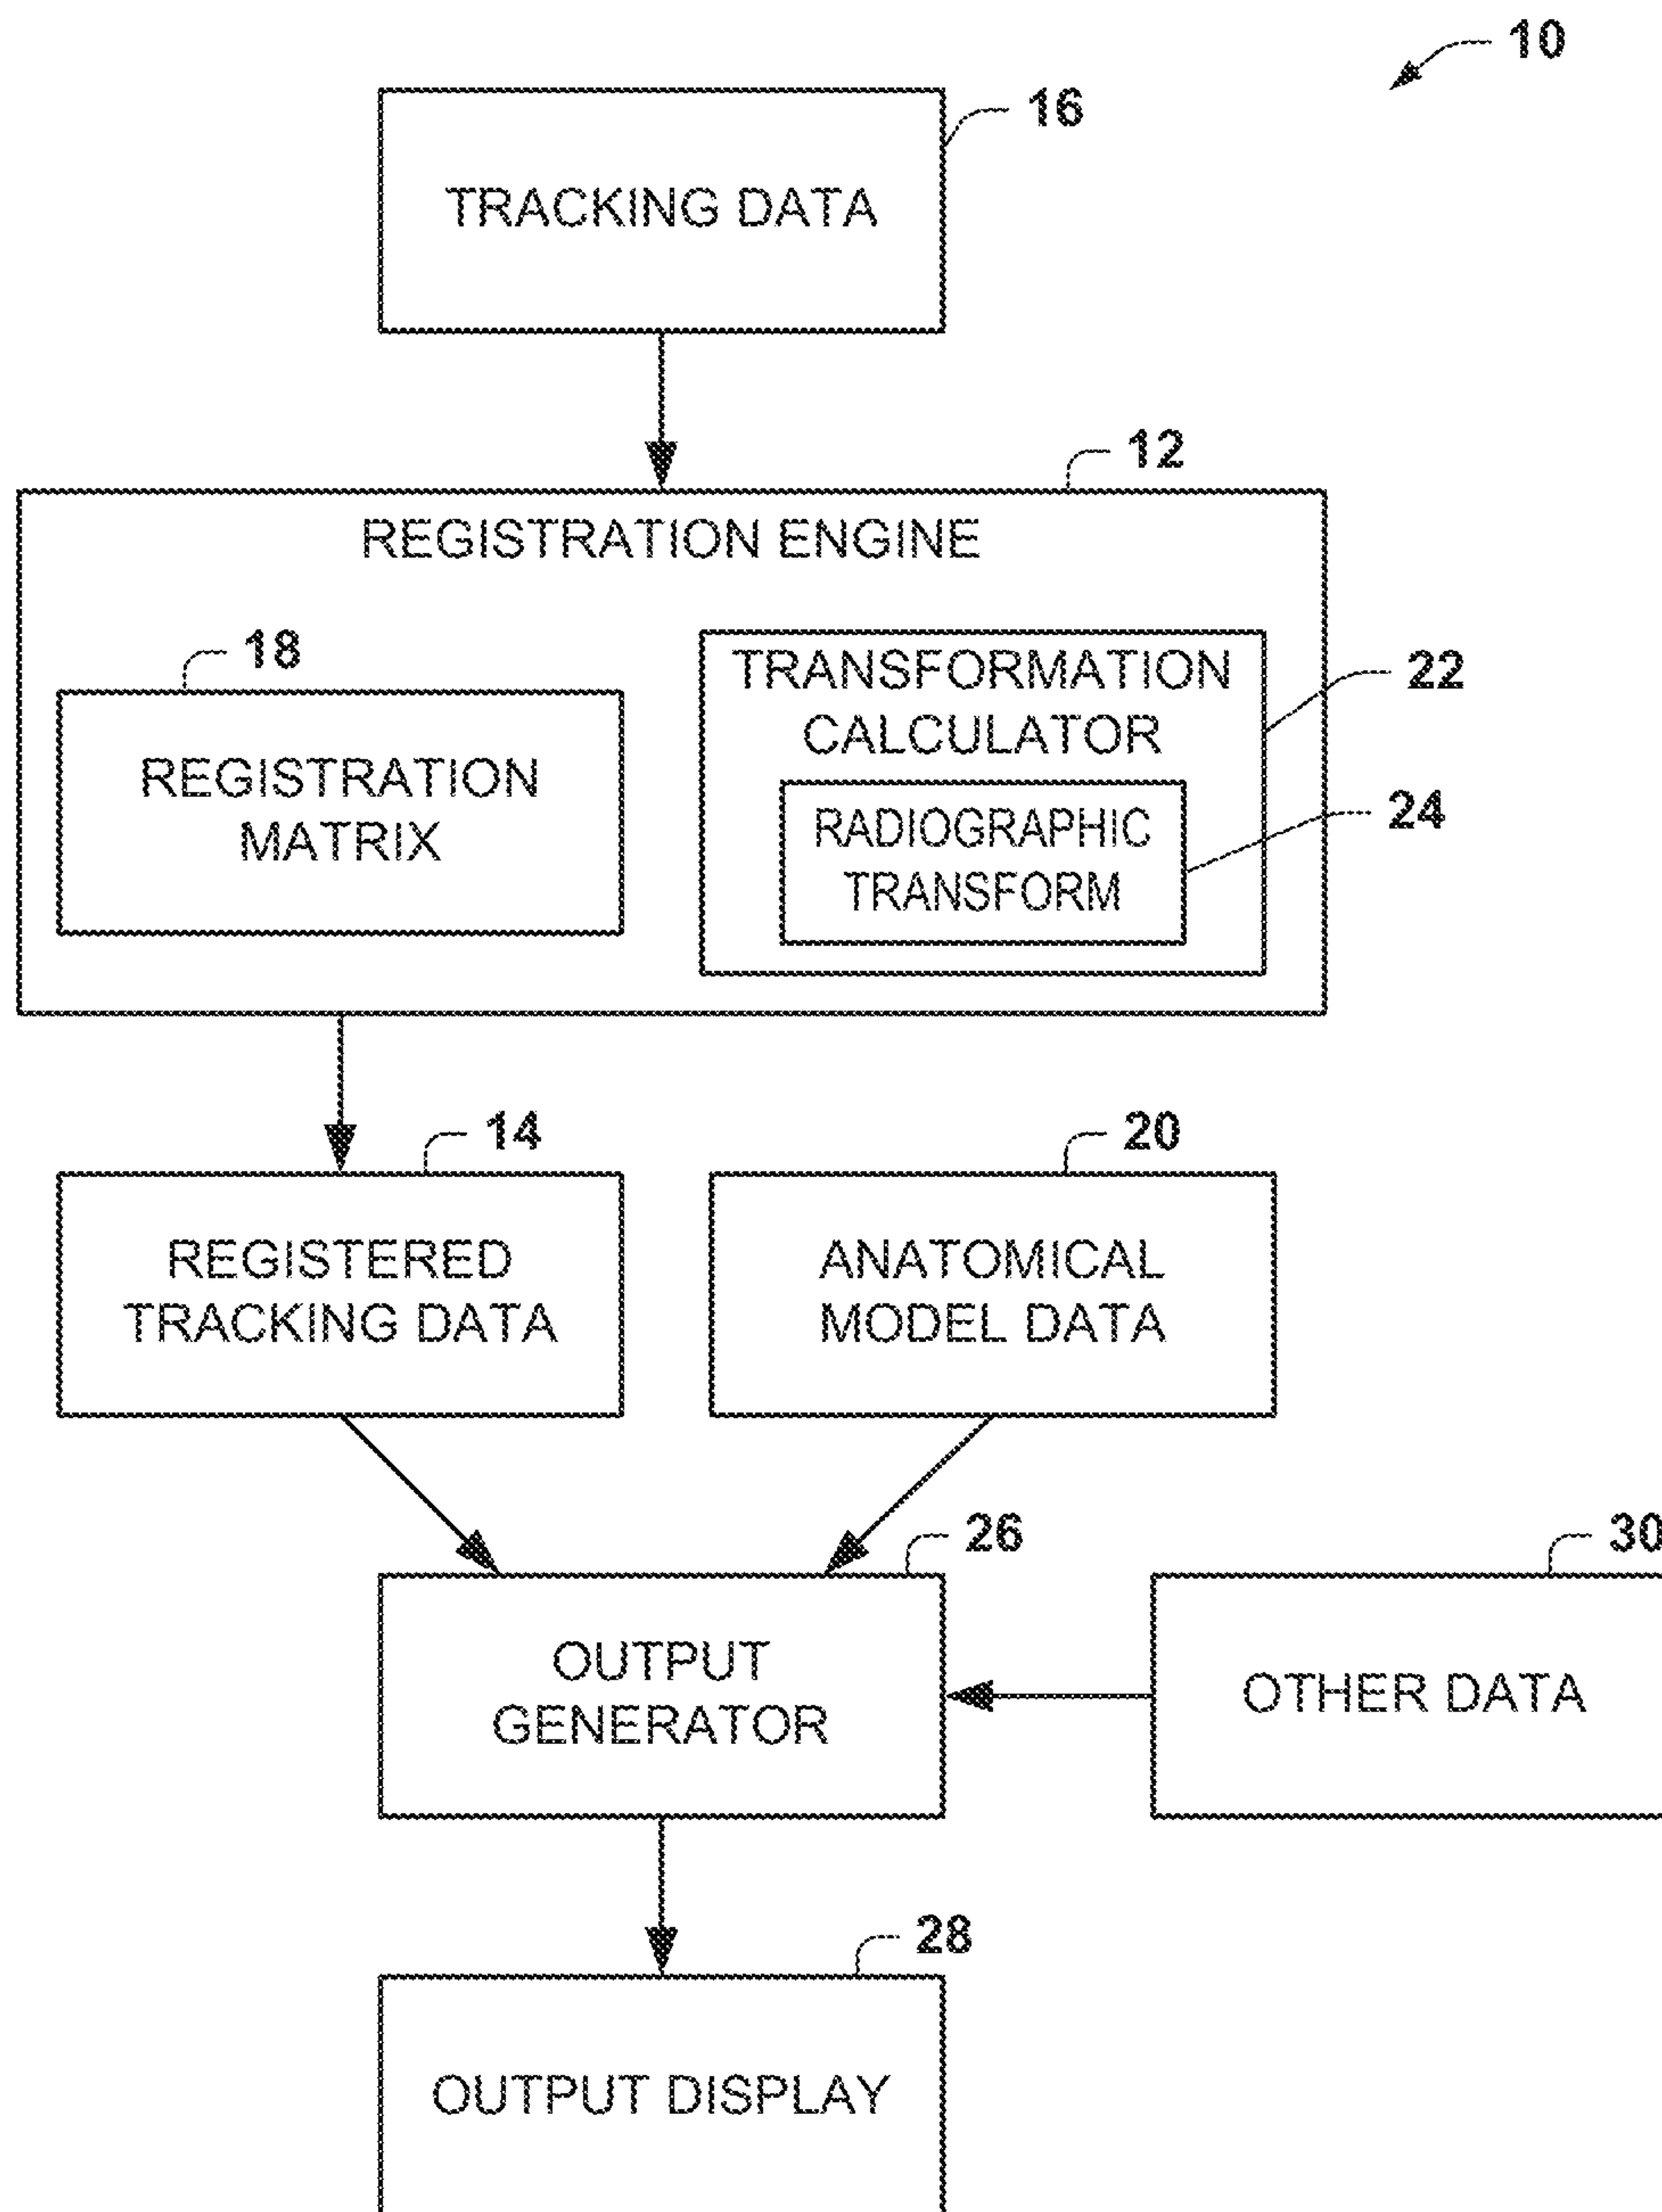 10
16
TRACKING DATA
12
REGISTRATION ENGINE
18
REGISTRATION
MATRIX
TRANSFORMATION
CALCULATOR
22
RADIOGRAPHIC
TRANSFORM
24
14
REGISTERED
TRACKING DATA
20
ANATOMICAL
MODEL DATA
26
OUTPUT
GENERATOR
30
OTHER DATA
28
OUTPUT DISPLAY